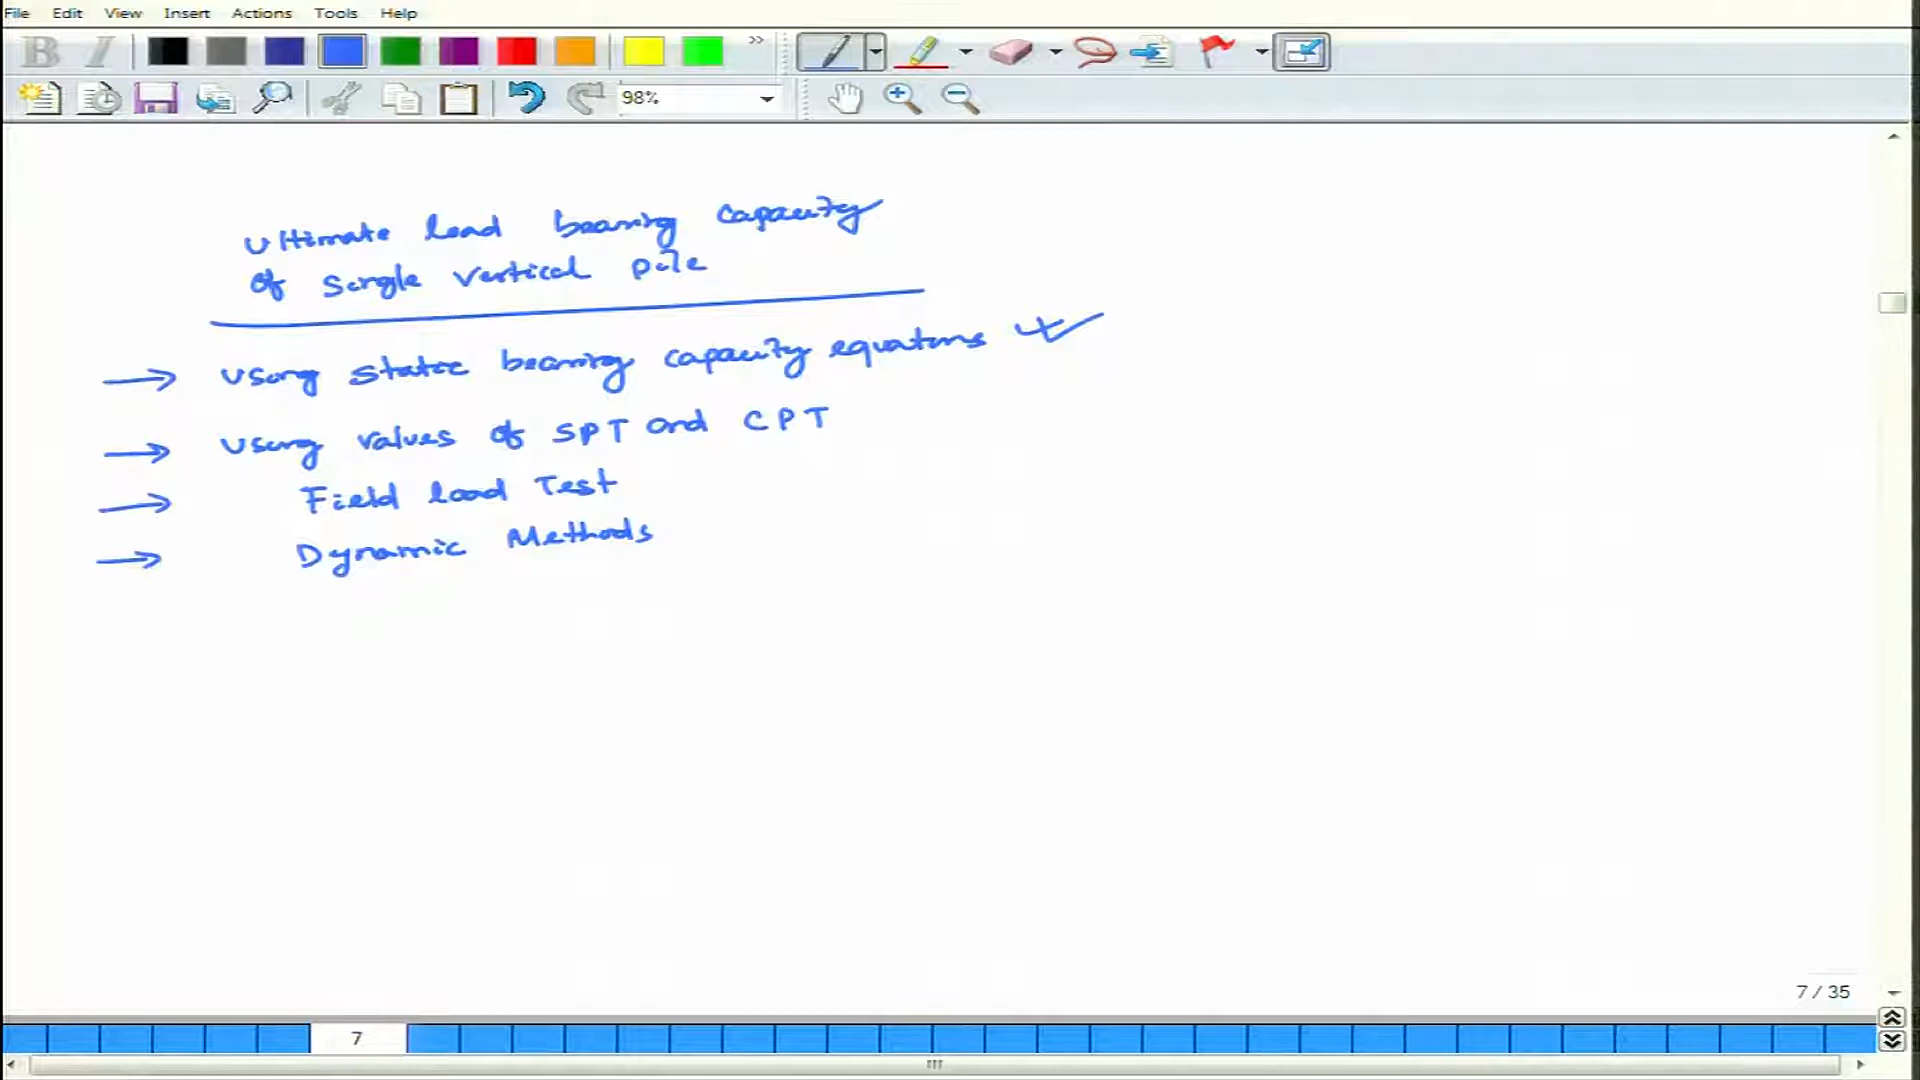 File Edit View Insert Actions Tools Help
B I
98%
Ultimate load bearing capacity
of Single Vertical pile
→ Using static bearing capacity equations
→ Using values of SPT and CPT
→ Field load Test
→ Dynamic Methods
7 / 35
7